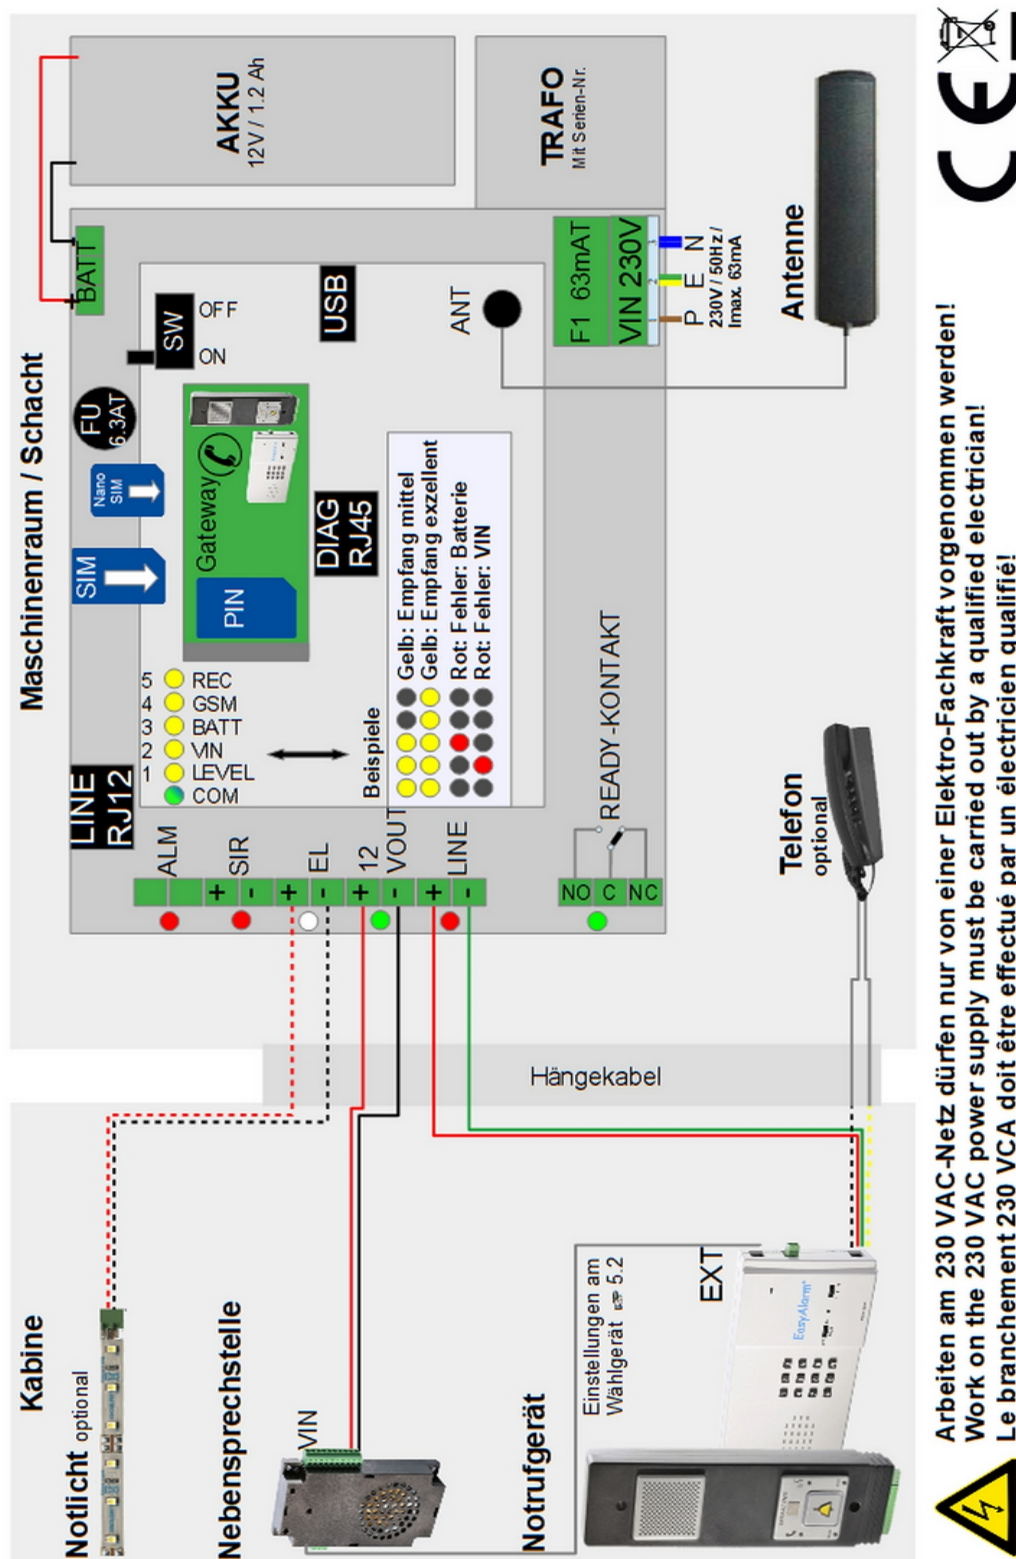 Maschinenraum / Schacht
AKKU
12V / 1.2 Ah
TRAFO
Mit Serien-Nr.
+
-
BATT
FU
6.3AT
SW
ON
OFF
USB
ANT
F1 63mAT
VIN 230V
1
2
3
P E N
230V / 50Hz /
Imax. 63mA
Antenne
SIM
Nano
SIM
Gateway
PIN
DIAG
RJ45
LINE
RJ12
5 REC
4 GSM
3 BATT
2 VIN
1 LEVEL
COM
Beispiele
Gelb: Empfang mittel
Gelb: Empfang exzellent
Rot: Fehler: Batterie
Rot: Fehler: VIN
ALM
+
-
SIR
+
-
EL
+
-
12
VOUT
+
-
LINE
NO C NC
READY-KONTAKT
Telefon
optional
Hängekabel
Kabine
Notlicht optional
Nebensprechstelle
VIN
Notrufgerät
Einstellungen am
Wählgerät ☞ 5.2
EXT
EasyAlarm
Arbeiten am 230 VAC-Netz dürfen nur von einer Elektro-Fachkraft vorgenommen werden!
Work on the 230 VAC power supply must be carried out by a qualified electrician!
Le branchement 230 VCA doit être effectué par un électricien qualifié!
CE